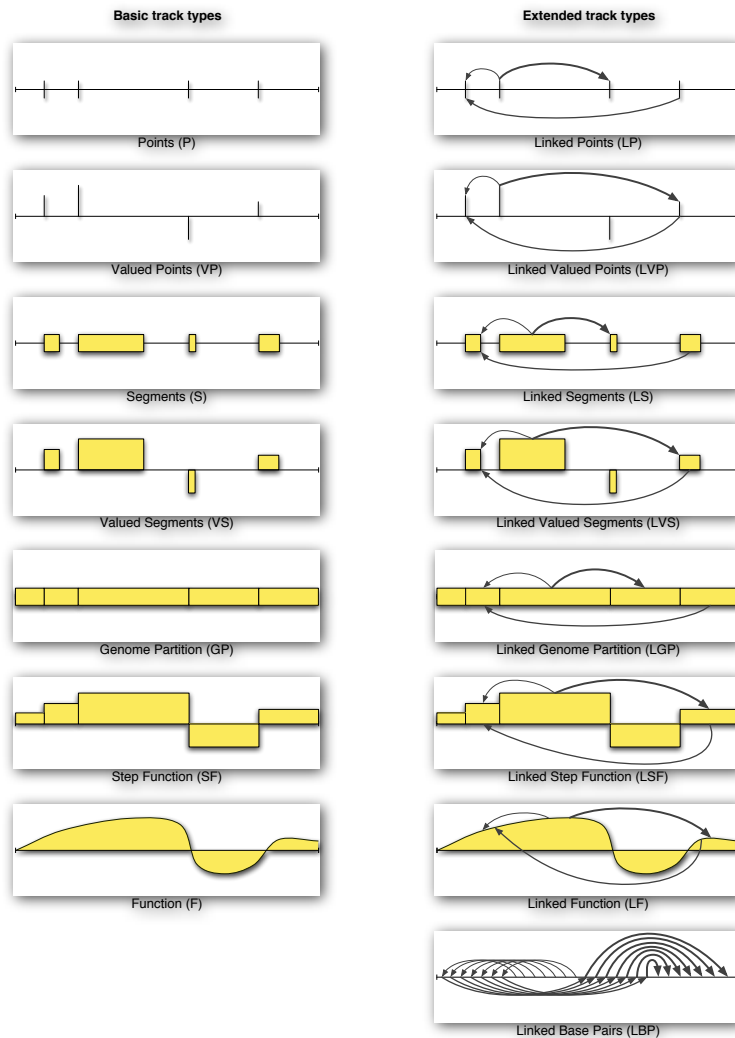 Basic track types
Extended track types
Points (P)
Linked Points (LP)
Valued Points (VP)
Linked Valued Points (LVP)
Segments (S)
Linked Segments (LS)
Valued Segments (VS)
Linked Valued Segments (LVS)
Genome Partition (GP)
Linked Genome Partition (LGP)
Step Function (SF)
Linked Step Function (LSF)
Function (F)
Linked Function (LF)
Linked Base Pairs (LBP)